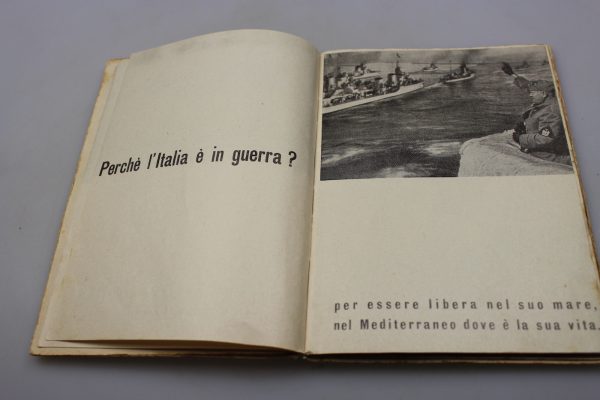 Perchè l'Italia è in guerra?
per essere libera nel suo mare,
nel Mediterraneo dove è la sua vita.